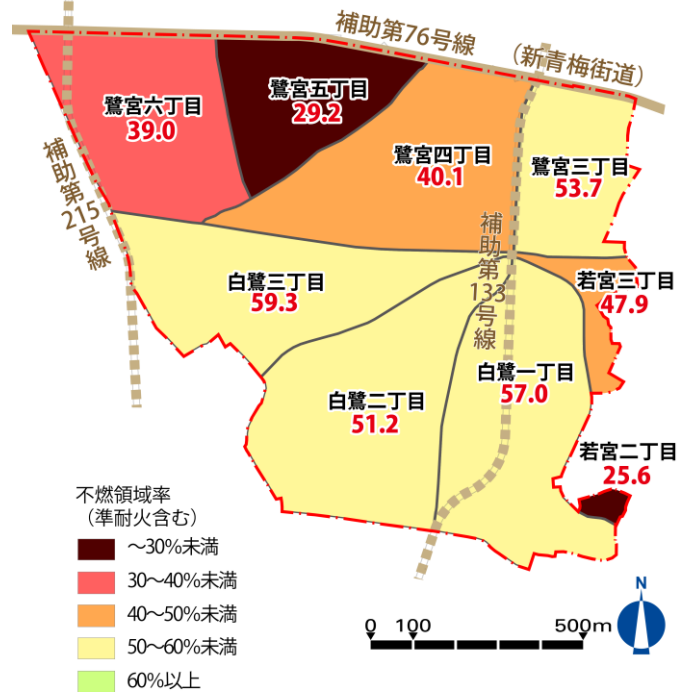 補助第76号線
（新青梅街道）
鷺宮六丁目
39.0
鷺宮五丁目
29.2
鷺宮四丁目
40.1
鷺宮三丁目
53.7
補助第
215
号線
白鷺三丁目
59.3
補助第
133
号線
若宮三丁目
47.9
白鷺二丁目
51.2
白鷺一丁目
57.0
若宮二丁目
25.6
不燃領域率
（準耐火含む）
～30%未満
30～40%未満
40～50%未満
50～60%未満
60%以上
0 100 500m
N